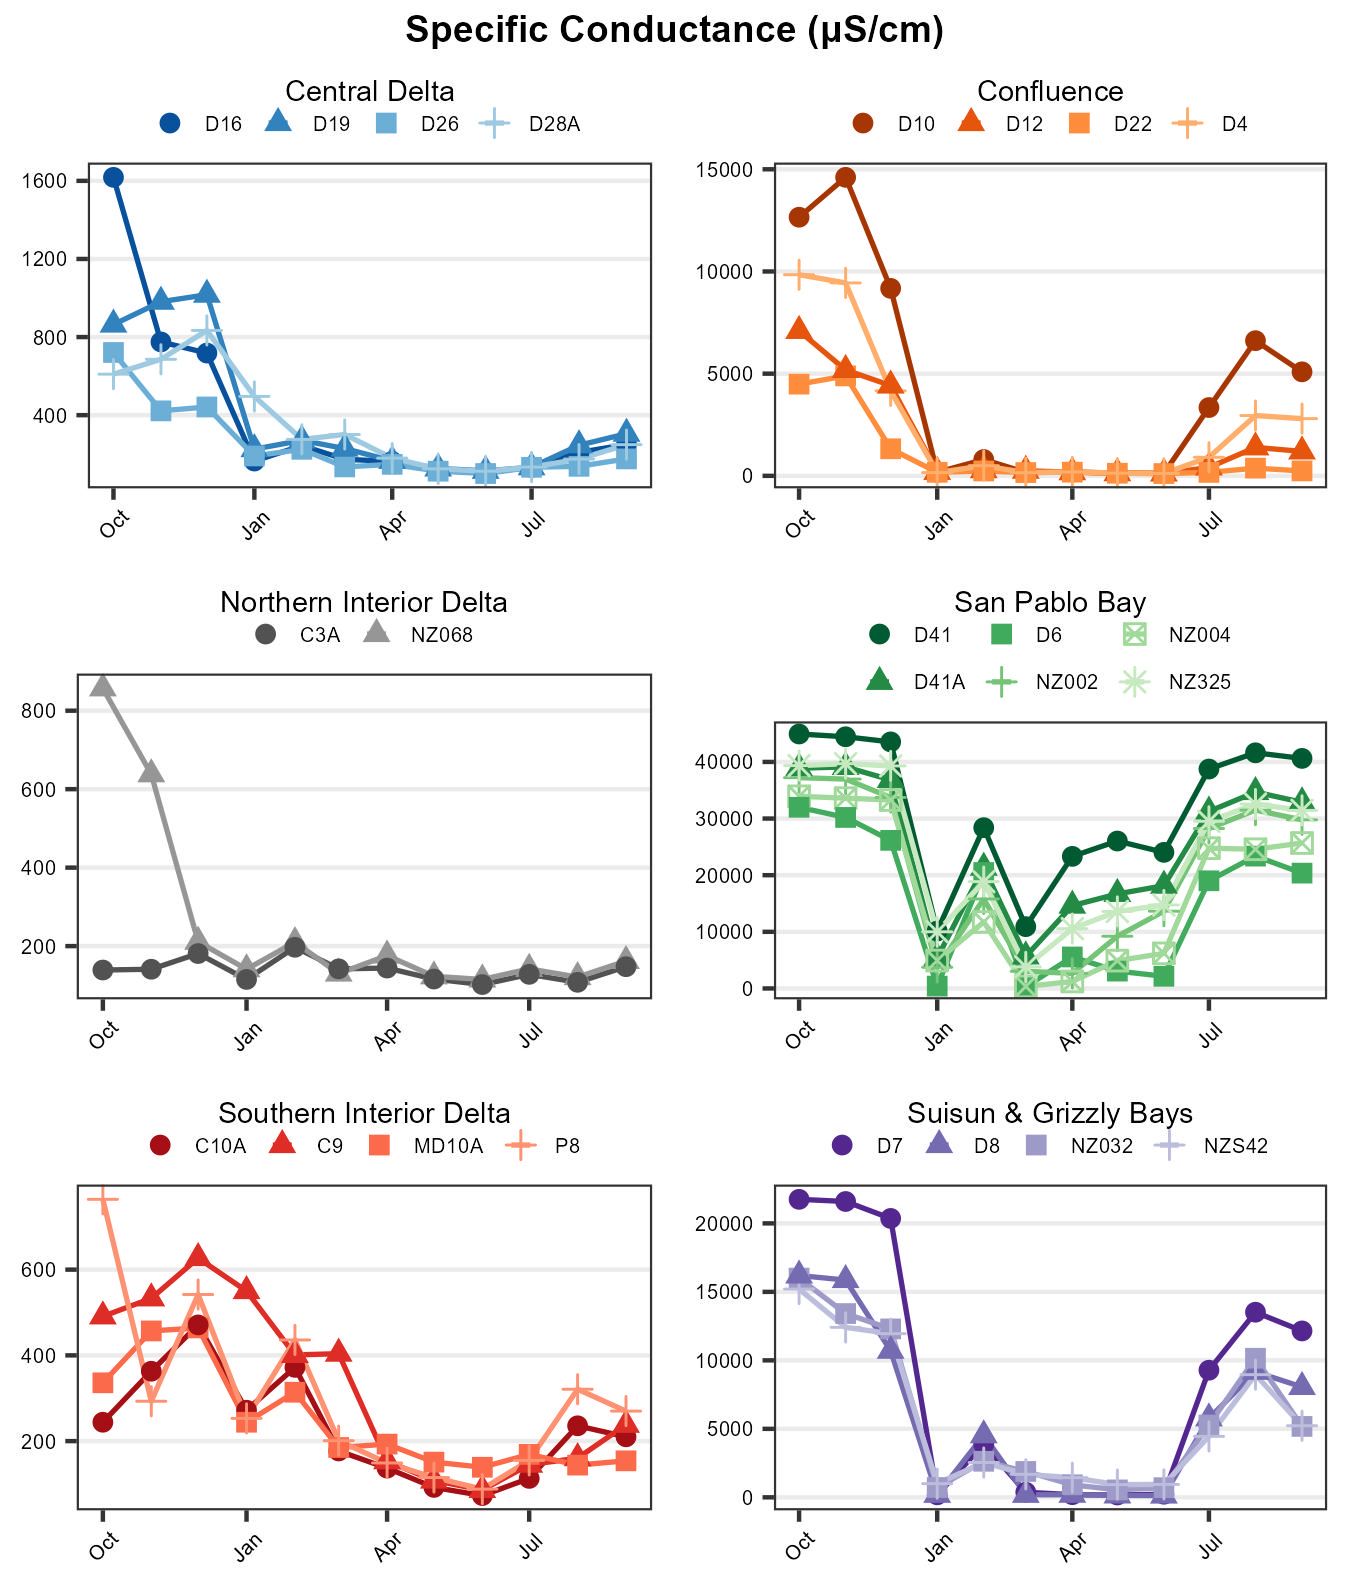 Specific Conductance (µS/cm)
Central Delta
D16 D19 D26 D28A
1600
1200
800
400
Oct Jan Apr Jul
Confluence
D10 D12 D22 D4
15000
10000
5000
0
Oct Jan Apr Jul
Northern Interior Delta
C3A NZ068
800
600
400
200
Oct Jan Apr Jul
San Pablo Bay
D41 D6 NZ004
D41A NZ002 NZ325
40000
30000
20000
10000
0
Oct Jan Apr Jul
Southern Interior Delta
C10A C9 MD10A P8
600
400
200
Oct Jan Apr Jul
Suisun & Grizzly Bays
D7 D8 NZ032 NZS42
20000
15000
10000
5000
0
Oct Jan Apr Jul